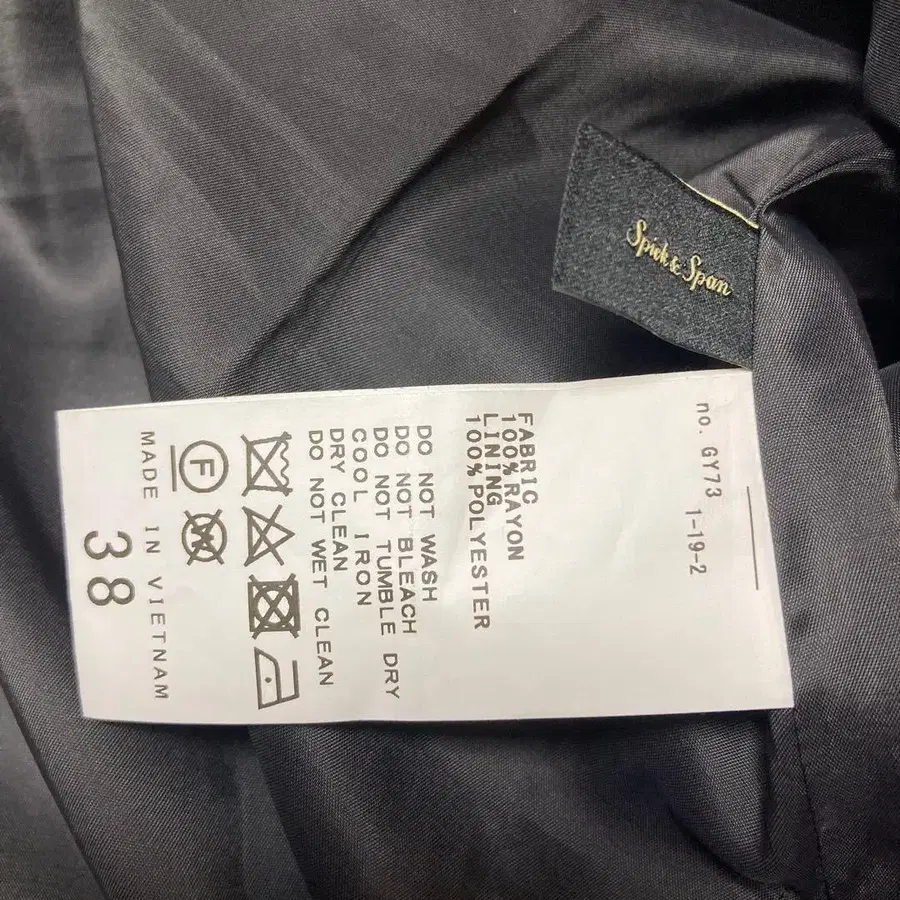 Spick & Span
no. GY73
1-19-2
FABRIC
100%RAYON
LINING
100%POLYESTER
DO NOT WASH
DO NOT BLEACH
DO NOT TUMBLE DRY
COOL IRON
DRY CLEAN
DO NOT WET CLEAN
F
W
MADE IN VIETNAM
38